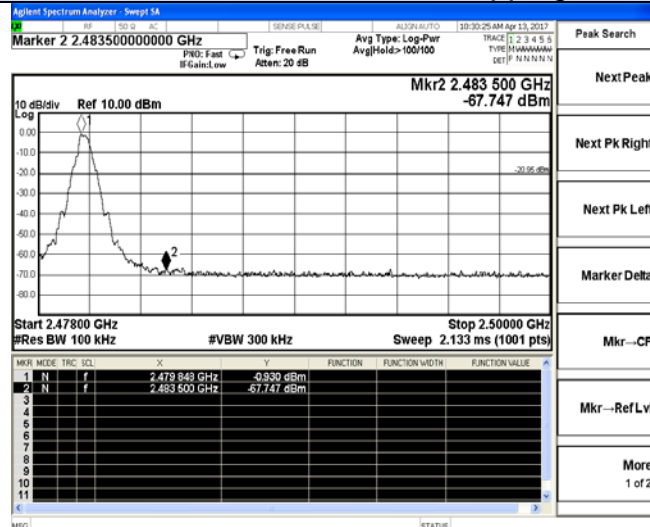 Agilent Spectrum Analyzer - Swept SA
RF 50 Ω AC SENSE:PULSE ALIGN AUTO 10:30:25 AM Apr 13, 2017
Marker 2 2.483500000000 GHz
PNO: Fast
IFGain:Low
Trig: Free Run
Atten: 20 dB
Avg Type: Log-Pwr
Avg|Hold:>100/100
TRACE 1 2 3 4 5 6
TYPE MWWWWW
DET P N N N N N
Mkr2 2.483 500 GHz
-67.747 dBm
10 dB/div Ref 10.00 dBm
Log
0.00
-10.0
-20.0
-30.0
-40.0
-50.0
-60.0
-70.0
-80.0
1
2
-20.95 dBm
Start 2.47800 GHz Stop 2.50000 GHz
#Res BW 100 kHz #VBW 300 kHz Sweep 2.133 ms (1001 pts)
MKR MODE TRC SCL X Y FUNCTION FUNCTION WIDTH FUNCTION VALUE
1 N f 2.479 848 GHz -0.930 dBm
2 N f 2.483 500 GHz -67.747 dBm
3
4
5
6
7
8
9
10
11
MSG STATUS
Peak Search
Next Peak
Next Pk Right
Next Pk Left
Marker Delta
Mkr→CF
Mkr→Ref Lvl
More
1 of 2